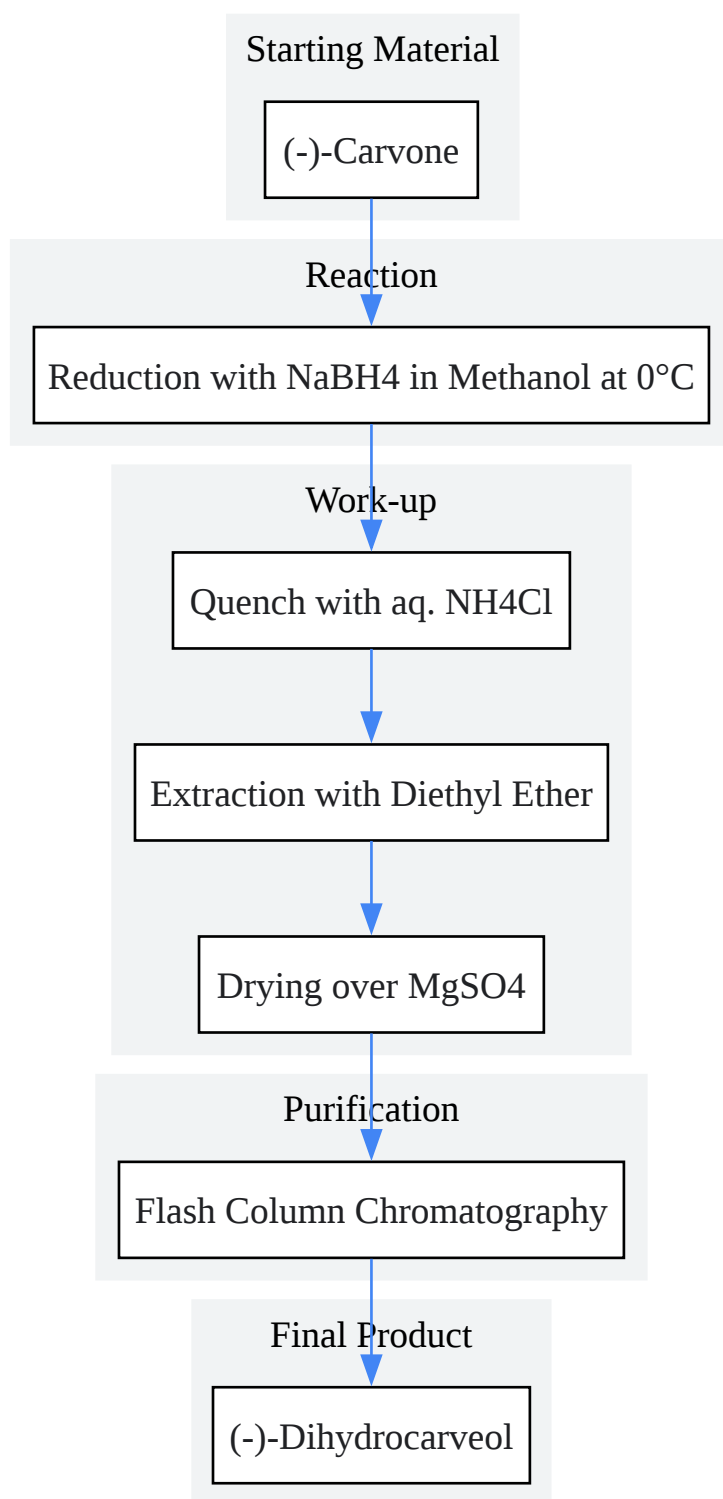 Starting Material
(-)-Carvone
Reaction
Reduction with NaBH4 in Methanol at 0°C
Work-up
Quench with aq. NH4Cl
Extraction with Diethyl Ether
Drying over MgSO4
Purification
Flash Column Chromatography
Final Product
(-)-Dihydrocarveol